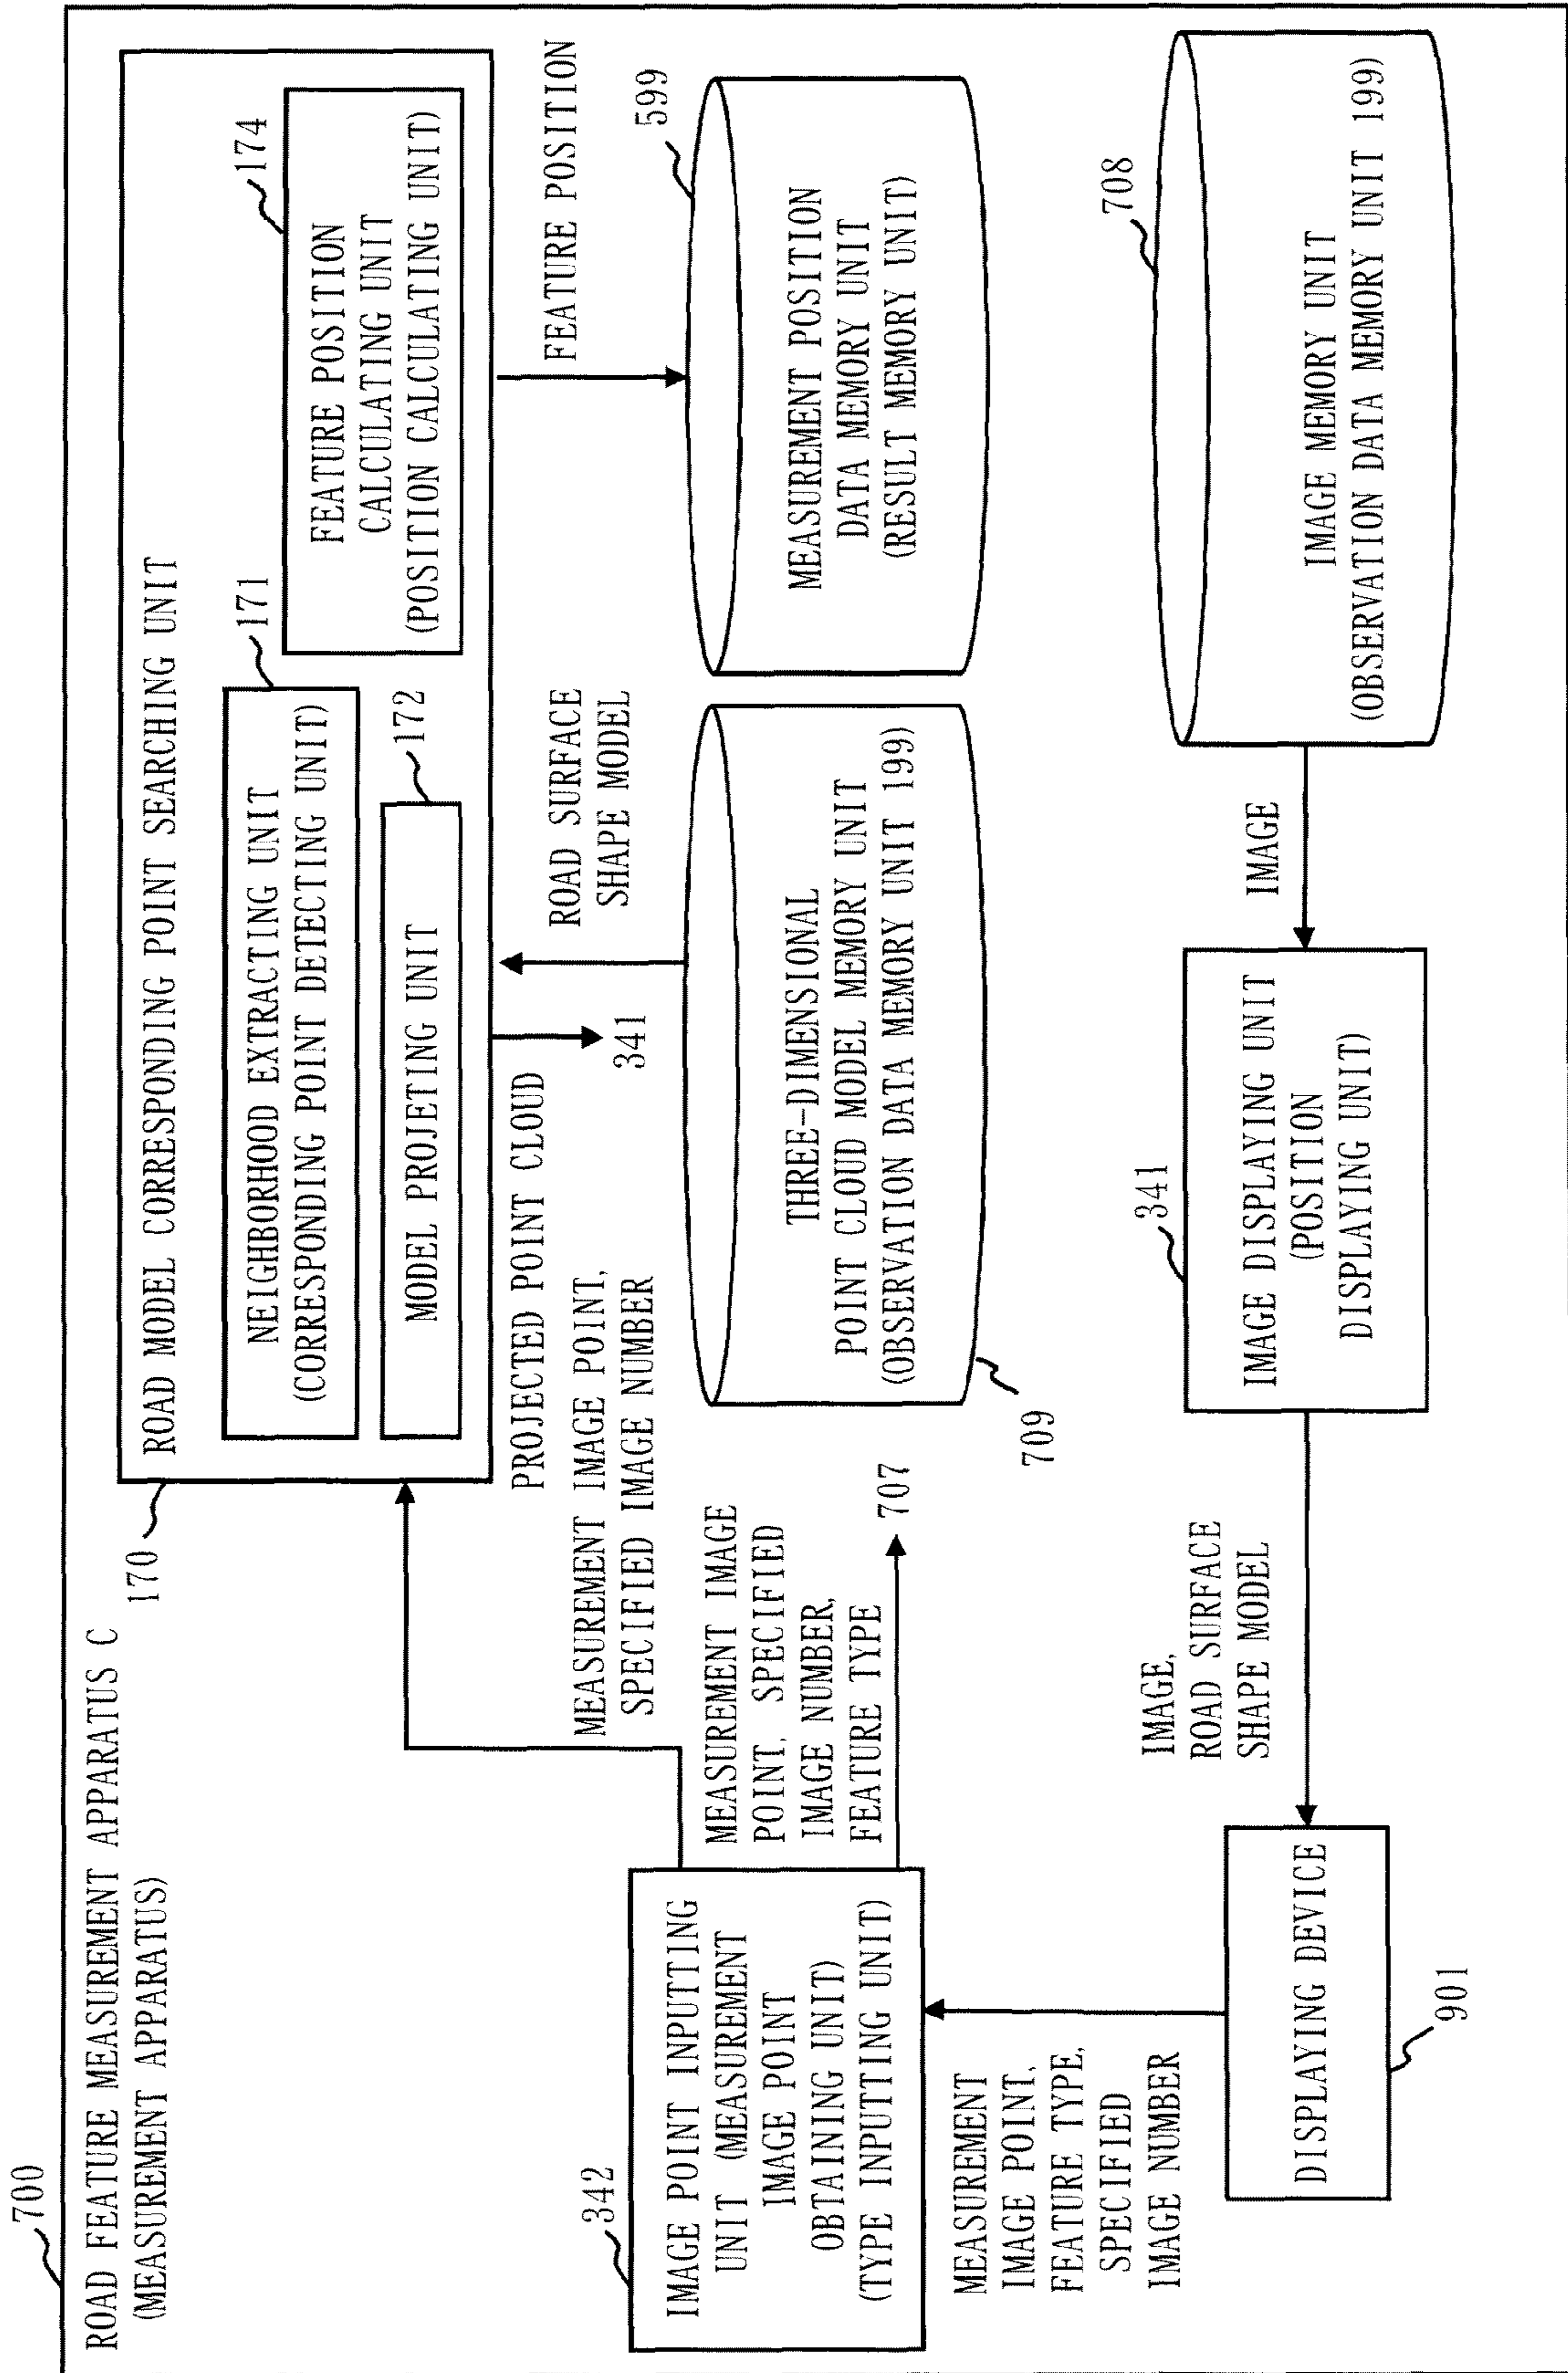 700
ROAD FEATURE MEASUREMENT APPARATUS C
(MEASUREMENT APPARATUS)
170
ROAD MODEL CORRESPONDING POINT SEARCHING UNIT
171
NEIGHBORHOOD EXTRACTING UNIT
(CORRESPONDING POINT DETECTING UNIT)
172
MODEL PROJETING UNIT
174
FEATURE POSITION
CALCULATING UNIT
(POSITION CALCULATING UNIT)
MEASUREMENT IMAGE POINT,
SPECIFIED IMAGE NUMBER
PROJECTED POINT CLOUD
341
ROAD SURFACE
SHAPE MODEL
FEATURE POSITION
342
IMAGE POINT INPUTTING
UNIT (MEASUREMENT
IMAGE POINT
OBTAINING UNIT)
(TYPE INPUTTING UNIT)
MEASUREMENT IMAGE
POINT, SPECIFIED
IMAGE NUMBER,
FEATURE TYPE
707
709
THREE-DIMENSIONAL
POINT CLOUD MODEL MEMORY UNIT
(OBSERVATION DATA MEMORY UNIT 199)
599
MEASUREMENT POSITION
DATA MEMORY UNIT
(RESULT MEMORY UNIT)
MEASUREMENT
IMAGE POINT,
FEATURE TYPE,
SPECIFIED
IMAGE NUMBER
DISPLAYING DEVICE
901
IMAGE,
ROAD SURFACE
SHAPE MODEL
341
IMAGE DISPLAYING UNIT
(POSITION
DISPLAYING UNIT)
IMAGE
708
IMAGE MEMORY UNIT
(OBSERVATION DATA MEMORY UNIT 199)